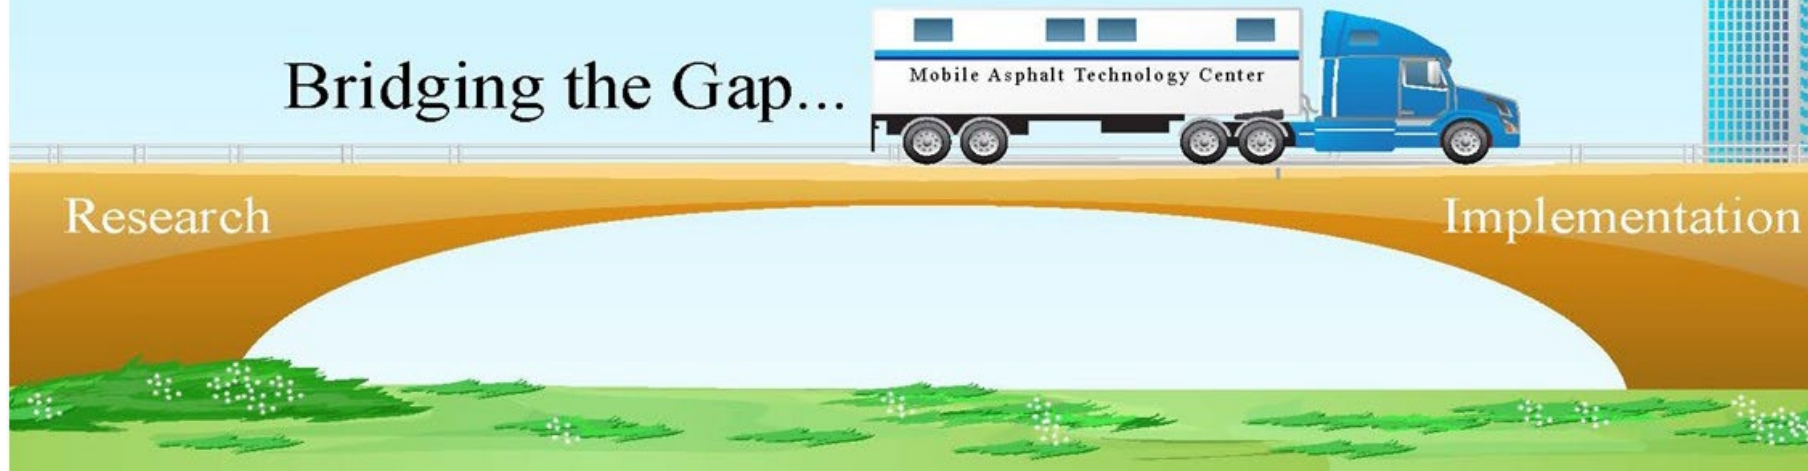 Bridging the Gap...
Mobile Asphalt Technology Center
Research
Implementation